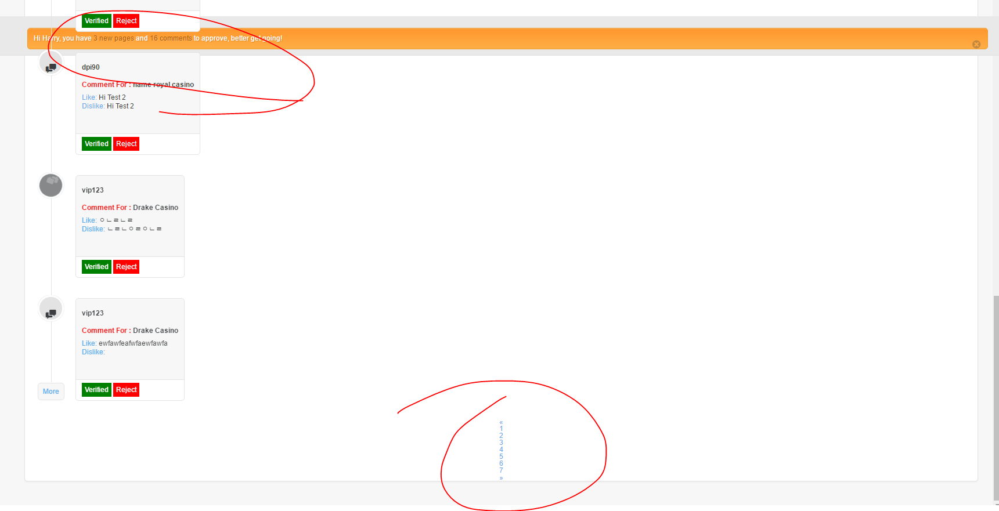 Verified Reject
Hi Harry, you have 3 new pages and 16 comments to approve, better get going!
dpi90
Comment For : name royal casino
Like: Hi Test 2
Dislike: Hi Test 2
Verified Reject
vip123
Comment For : Drake Casino
Like: ㅇㄴㄹㄴㄹ
Dislike: ㄴㄹㄴㅇㄹㅇㄴㄹ
Verified Reject
vip123
Comment For : Drake Casino
Like: ewfawfeafwfaewfawfa
Dislike:
Verified Reject
More
«
1
2
3
4
5
6
7
»